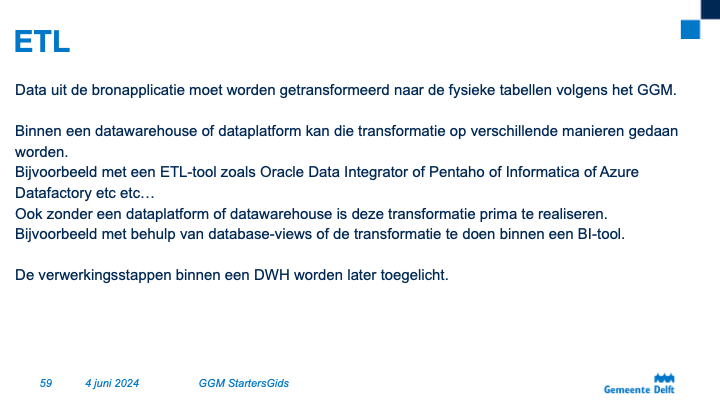 ETL
Data uit de bronapplicatie moet worden getransformeerd naar de fysieke tabellen volgens het GGM.
Binnen een datawarehouse of dataplatform kan die transformatie op verschillende manieren gedaan
worden.
Bijvoorbeeld met een ETL-tool zoals Oracle Data Integrator of Pentaho of Informatica of Azure
Datafactory etc etc…
Ook zonder een dataplatform of datawarehouse is deze transformatie prima te realiseren.
Bijvoorbeeld met behulp van database-views of de transformatie te doen binnen een BI-tool.
De verwerkingsstappen binnen een DWH worden later toegelicht.
59 4 juni 2024 GGM StartersGids
Gemeente Delft